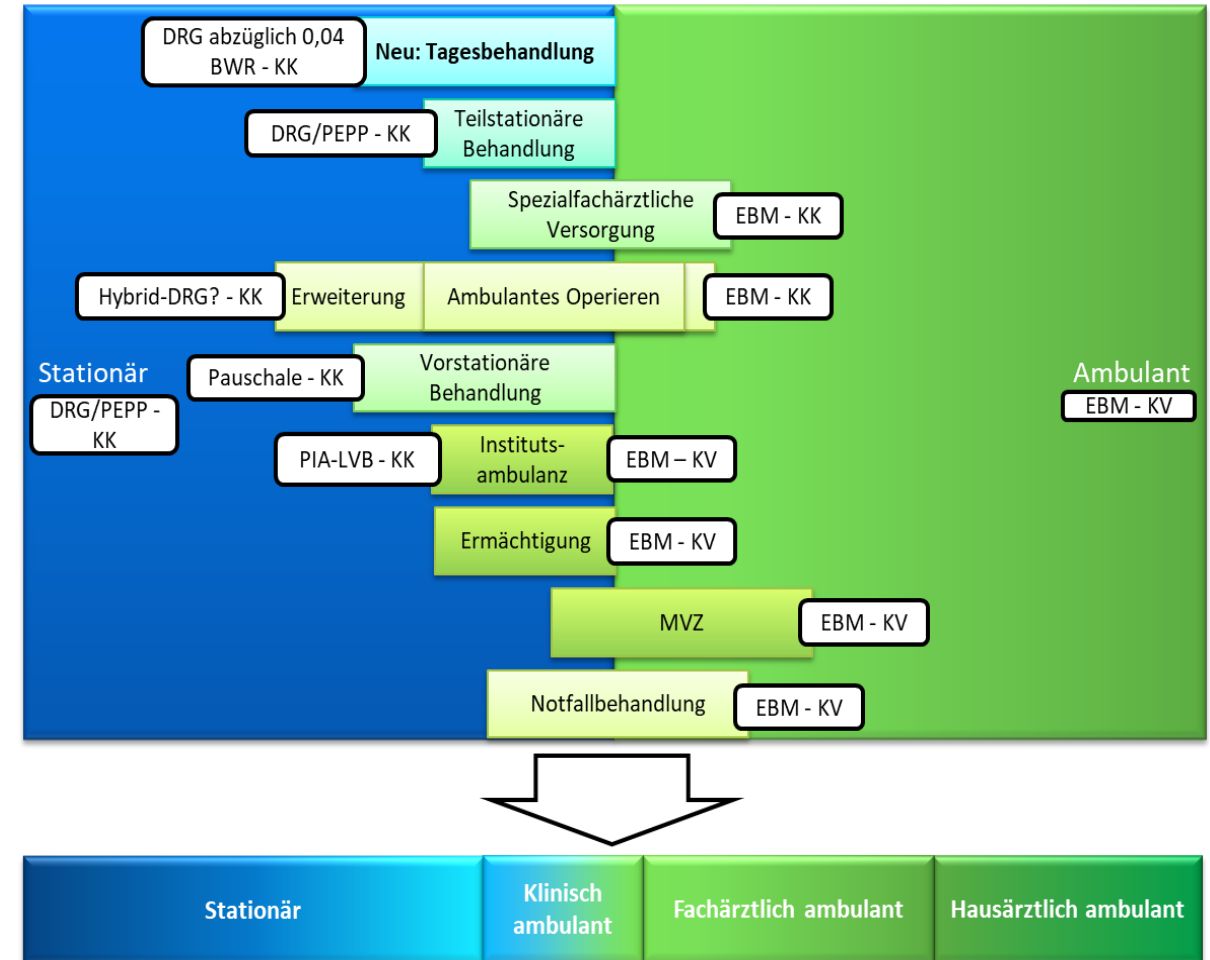 DRG abzüglich 0,04
BWR - KK
Neu: Tagesbehandlung
DRG/PEPP - KK
Teilstationäre
Behandlung
Spezialfachärztliche
Versorgung
EBM - KK
Hybrid-DRG? - KK
Erweiterung
Ambulantes Operieren
EBM - KK
Stationär
DRG/PEPP -
KK
Pauschale - KK
Vorstationäre
Behandlung
Ambulant
EBM - KV
PIA-LVB - KK
Instituts-
ambulanz
EBM – KV
Ermächtigung
EBM - KV
MVZ
EBM - KV
Notfallbehandlung
EBM - KV
Stationär
Klinisch
ambulant
Fachärztlich ambulant
Hausärztlich ambulant